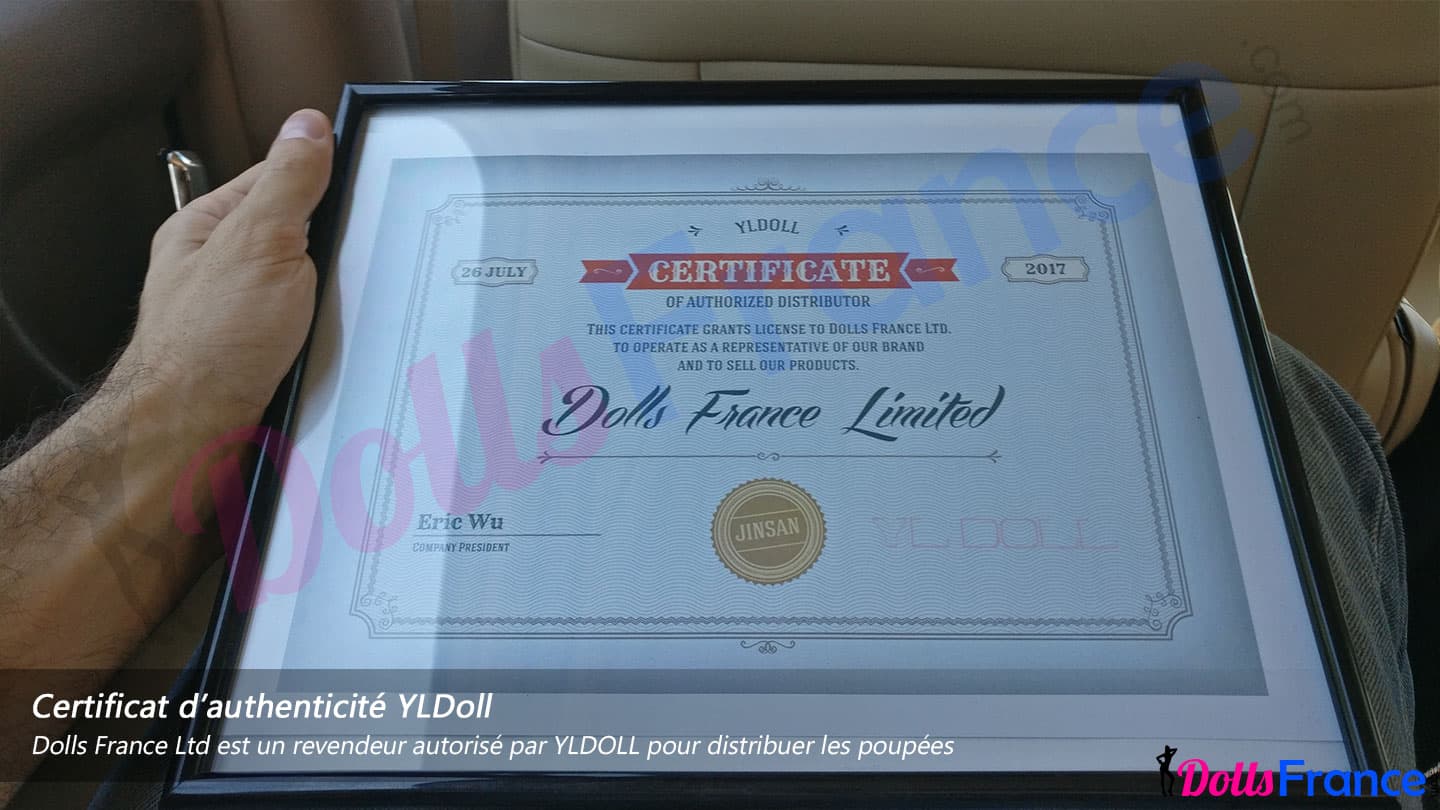 YLDOLL
26 JULY
CERTIFICATE
2017
OF AUTHORIZED DISTRIBUTOR
THIS CERTIFICATE GRANTS LICENSE TO DOLLS FRANCE LTD.
TO OPERATE AS A REPRESENTATIVE OF OUR BRAND
AND TO SELL OUR PRODUCTS.
Dolls France Limited
Eric Wu
COMPANY PRESIDENT
JINSAN
YL DOLL
DollsFrance
.com
Certificat d'authenticité YLDoll
Dolls France Ltd est un revendeur autorisé par YLDOLL pour distribuer les poupées
DollsFrance